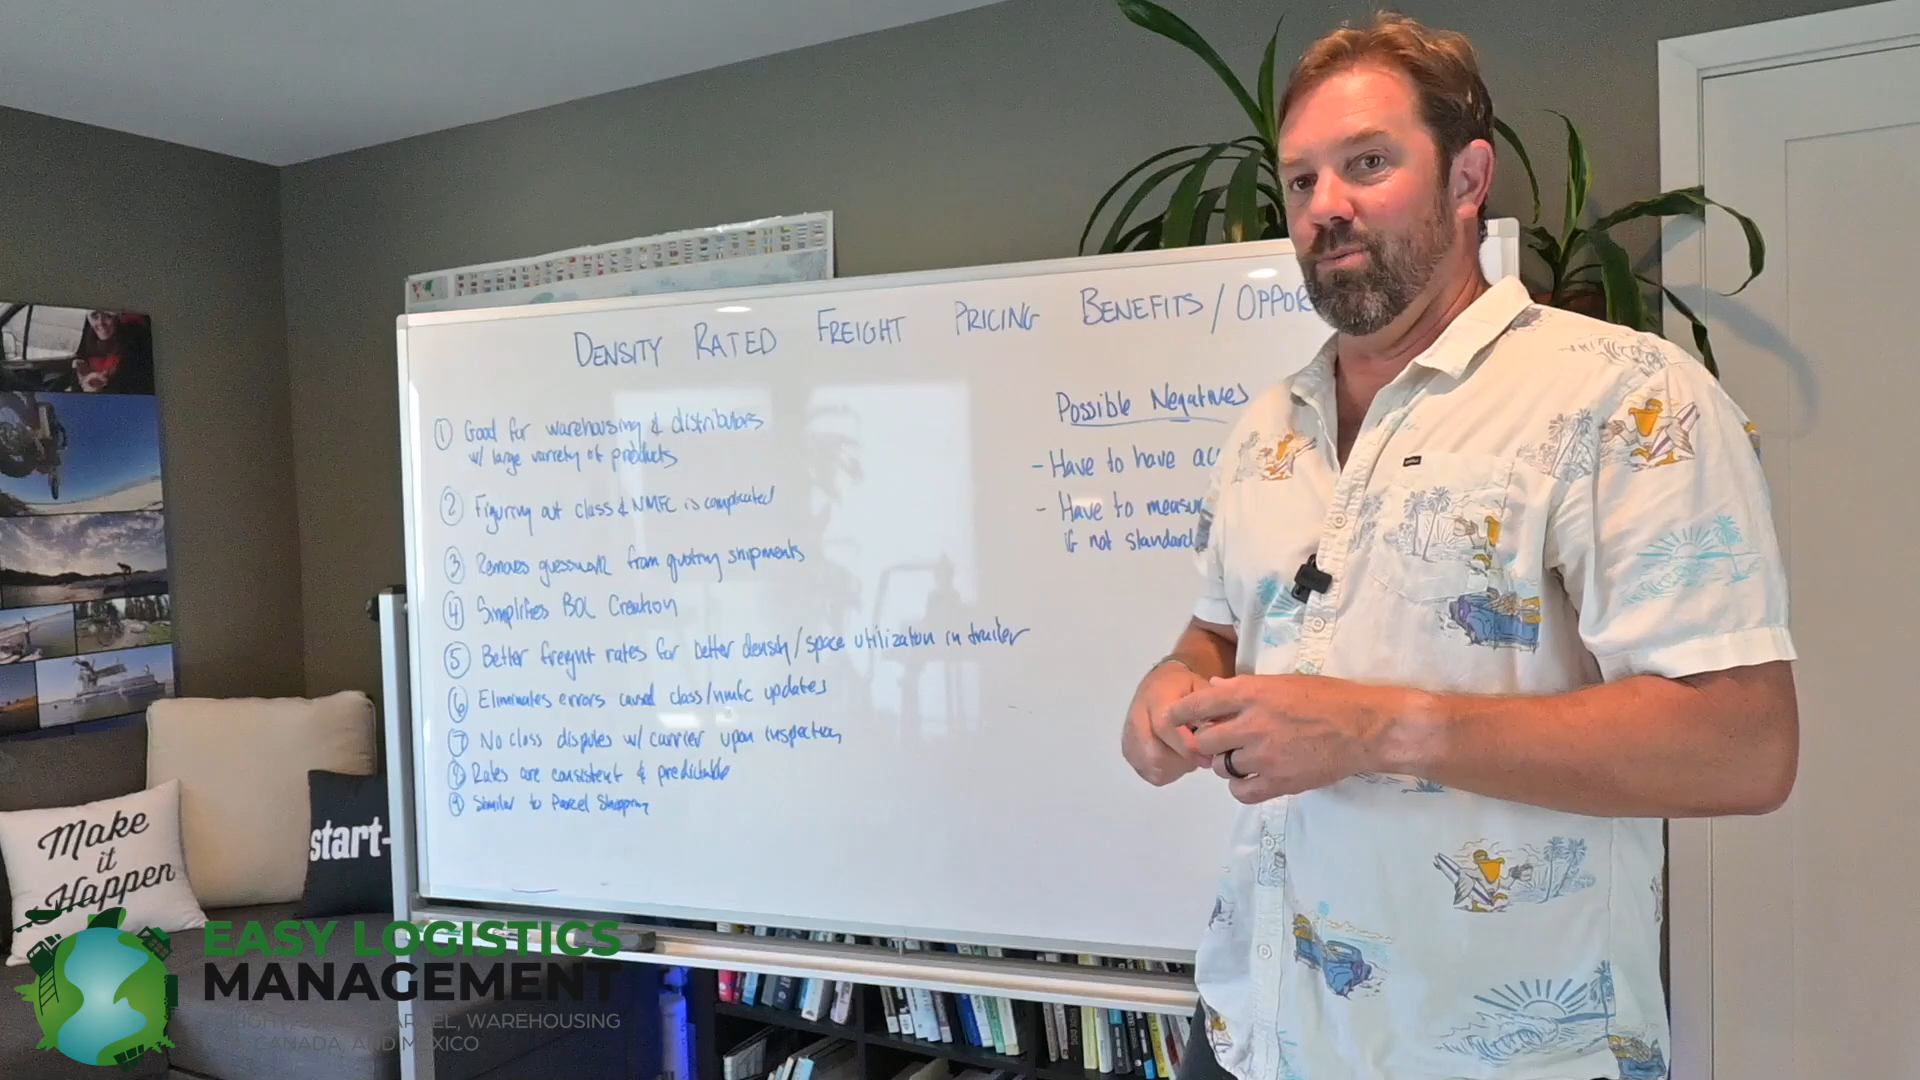 DENSITY RATED FREIGHT PRICING BENEFITS / OPPOR
① Good for warehousing & distributors
w/ large variety of products
② Figuring out class & NMFC is complicated
③ Removes guesswork from quoting shipments
④ Simplifies BOL Creation
⑤ Better freight rates for better density/space utilization in trailer
⑥ Eliminates errors caused class/nmfc updates
⑦ No class disputes w/ carrier upon inspection
⑧ Rates are consistent & predictable
⑨ Similar to Parcel Shipping
Possible Negatives
- Have to have acc
- Have to measur
if not standard
Make
it
Happen
start-
EASY LOGISTICS
MANAGEMENT
WAREHOUSING
CANADA, AND MEXICO